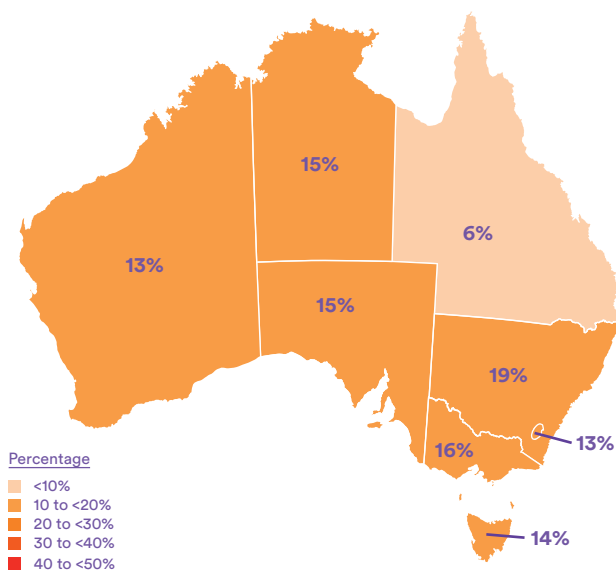 15%
6%
13%
15%
19%
13%
16%
14%
Percentage
<10%
10 to <20%
20 to <30%
30 to <40%
40 to <50%